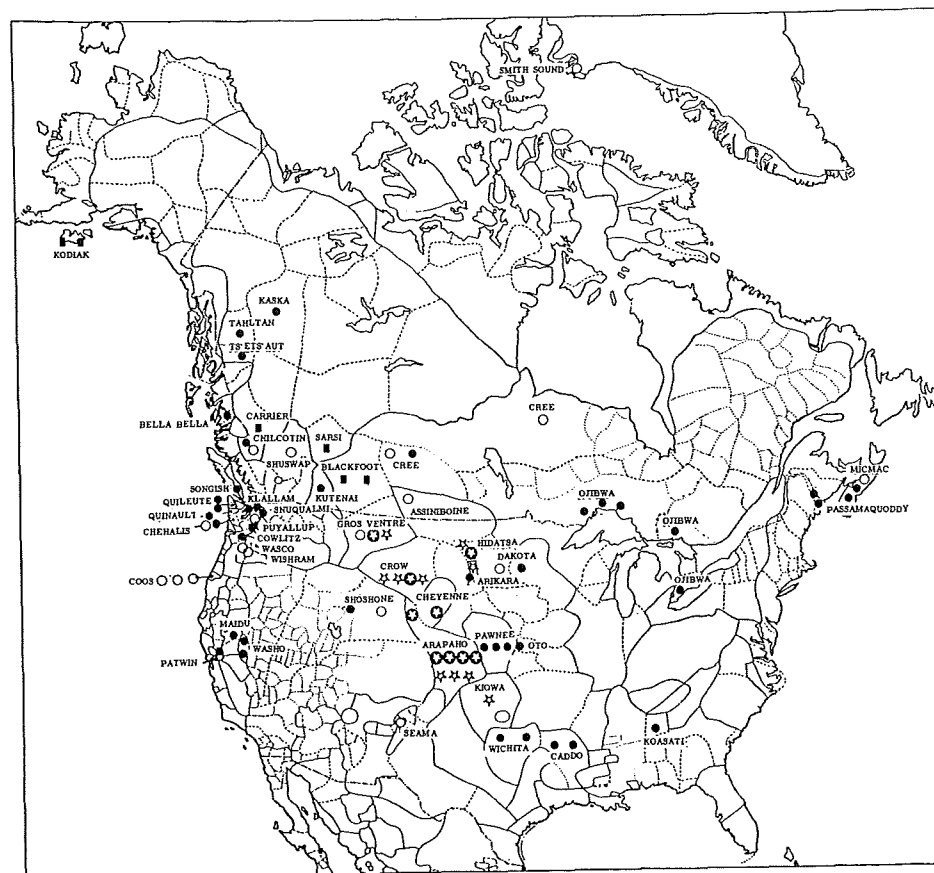 SMITH SOUND
KODIAK
KASKA
TAHLTAN
TS'ETS'AUT
BELLA BELLA
CARRIER
CREE
CHILCOTIN
SARSI
SHUSWAP
BLACKFOOT
CREE
MICMAC
SONGISH
KLALLAM
KUTENAI
ASSINIBOINE
OJIBWA
PASSAMAQUODDY
QUILEUTE
SNUQUALMI
QUINAULT
PUYALLUP
GROS VENTRE
OJIBWA
CHEHALIS
COWLITZ
HIDATSA
WASCO
DAKOTA
WISHRAM
CROW
ARIKARA
OJIBWA
COOS
CHEYENNE
SHOSHONE
MAIDU
PAWNEE
WASHO
ARAPAHO
OTO
PATWIN
KIOWA
SEAMA
WICHITA
KOASATI
CADDO